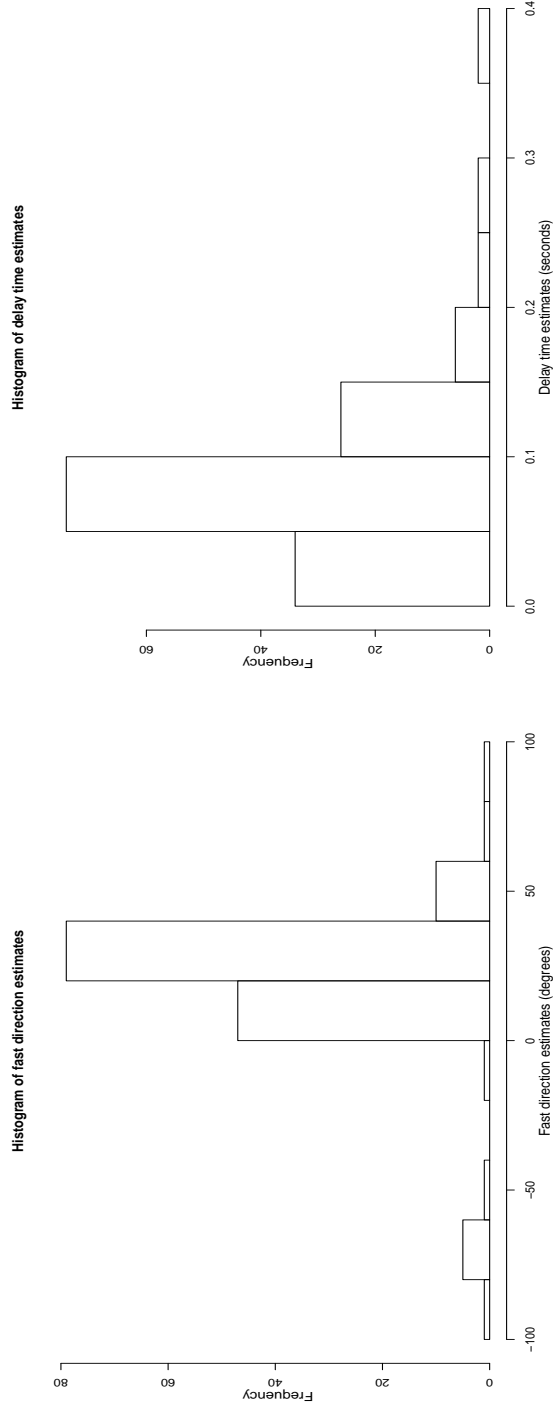 Histogram of fast direction estimates
Frequency
0 20 40 60 80
−100 −50 0 50 100
Fast direction estimates (degrees)
Histogram of delay time estimates
Frequency
0 20 40 60
0.0 0.1 0.2 0.3 0.4
Delay time estimates (seconds)